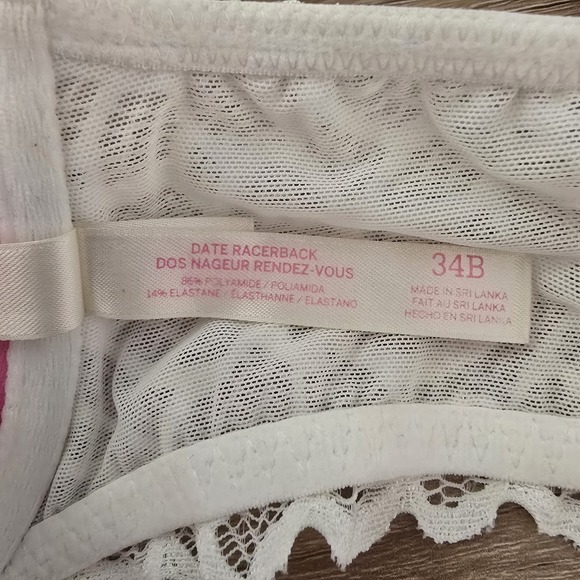 DATE RACERBACK
DOS NAGEUR RENDEZ-VOUS
86% POLYAMIDE / POLIAMIDA
14% ELASTANE / ÉLASTHANNE / ELASTANO
34B
MADE IN SRI LANKA
FAIT AU SRI LANKA
HECHO EN SRI LANKA